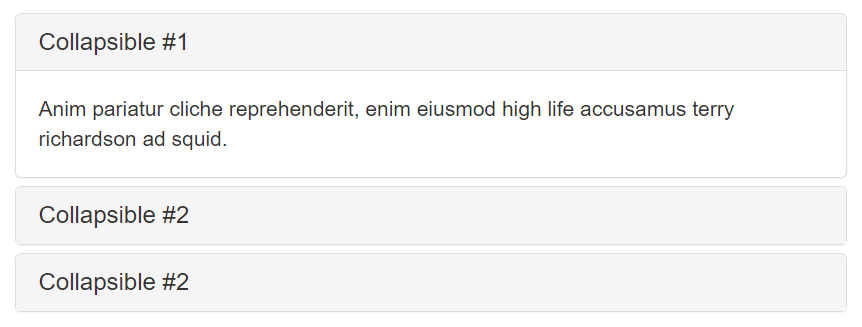 Collapsible #1
Anim pariatur cliche reprehenderit, enim eiusmod high life accusamus terry
richardson ad squid.
Collapsible #2
Collapsible #2